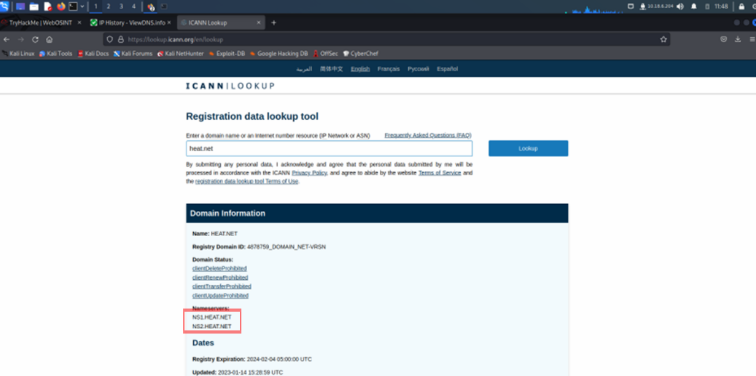 1 2 3 4
10.18.6.204
11:48
TryHackMe | WebOSINT
IP History - ViewDNS.info
ICANN Lookup
https://lookup.icann.org/en/lookup
Kali Linux Kali Tools Kali Docs Kali Forums Kali NetHunter Exploit-DB Google Hacking DB OffSec CyberChef
العربية 简体中文 English Français Русский Español
ICANN | LOOKUP
Registration data lookup tool
Enter a domain name or an Internet number resource (IP Network or ASN) Frequently Asked Questions (FAQ)
heat.net
Lookup
By submitting any personal data, I acknowledge and agree that the personal data submitted by me will be
processed in accordance with the ICANN Privacy Policy, and agree to abide by the website Terms of Service and
the registration data lookup tool Terms of Use.
Domain Information
Name: HEAT.NET
Registry Domain ID: 4878759_DOMAIN_NET-VRSN
Domain Status:
clientDeleteProhibited
clientRenewProhibited
clientTransferProhibited
clientUpdateProhibited
Nameservers:
NS1.HEAT.NET
NS2.HEAT.NET
Dates
Registry Expiration: 2024-02-04 05:00:00 UTC
Updated: 2023-01-14 15:28:59 UTC